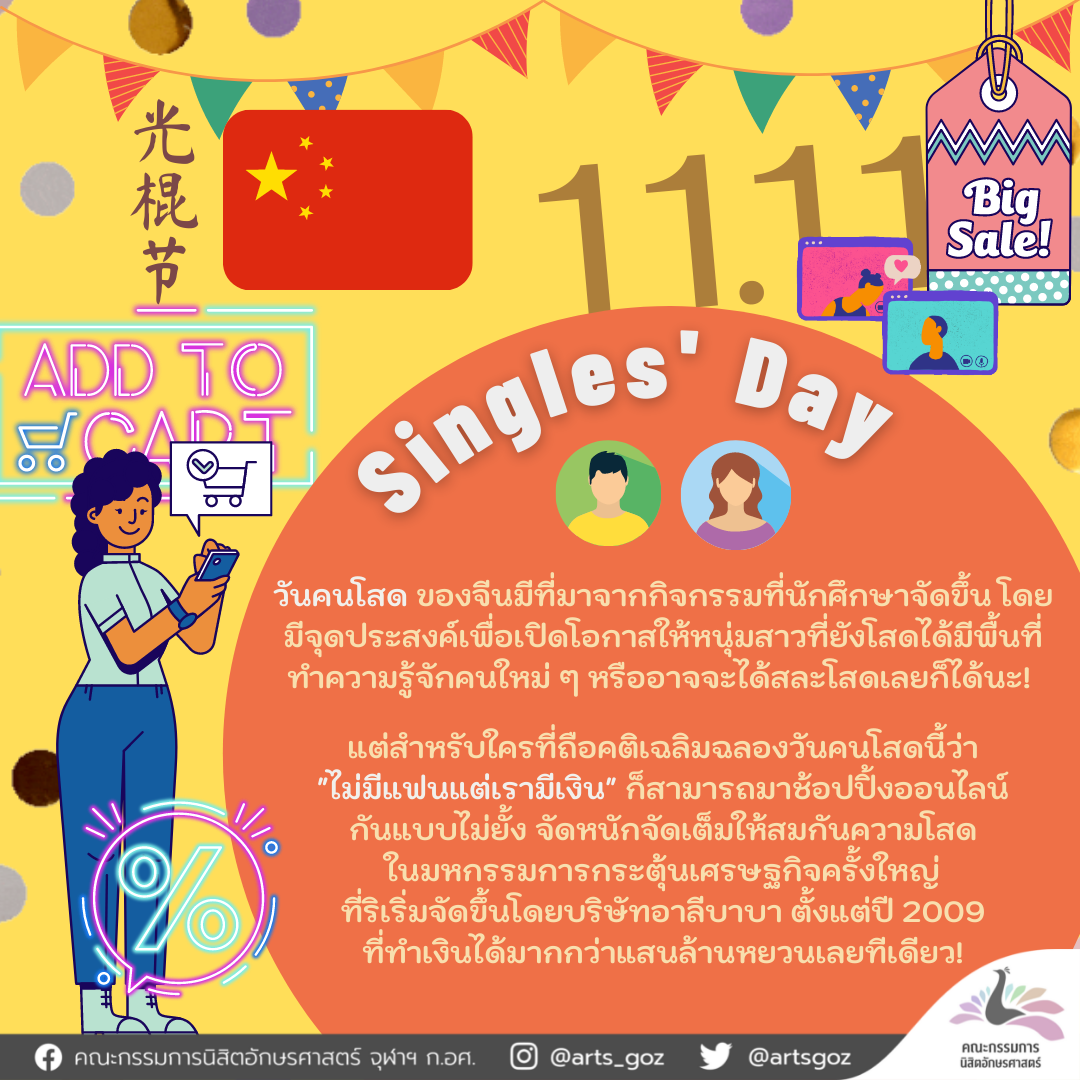 光棍节
11.11
Big
Sale!
ADD TO
CART
Singles' Day
วันคนโสด ของจีนมีที่มาจากกิจกรรมที่นักศึกษาจัดขึ้น โดย
มีจุดประสงค์เพื่อเปิดโอกาสให้หนุ่มสาวที่ยังโสดได้มีพื้นที่
ทำความรู้จักคนใหม่ ๆ หรืออาจจะได้สละโสดเลยก็ได้นะ!
แต่สำหรับใครที่ถือคติเฉลิมฉลองวันคนโสดนี้ว่า
"ไม่มีแฟนแต่เรามีเงิน" ก็สามารถมาช้อปปิ้งออนไลน์
กันแบบไม่ยั้ง จัดหนักจัดเต็มให้สมกันความโสด
ในมหกรรมการกระตุ้นเศรษฐกิจครั้งใหญ่
ที่ริเริ่มจัดขึ้นโดยบริษัทอาลีบาบา ตั้งแต่ปี 2009
ที่ทำเงินได้มากกว่าแสนล้านหยวนเลยทีเดียว!
%
คณะกรรมการ
นิสิตอักษรศาสตร์
คณะกรรมการนิสิตอักษรศาสตร์ จุฬาฯ ก.อศ. @arts_goz @artsgoz